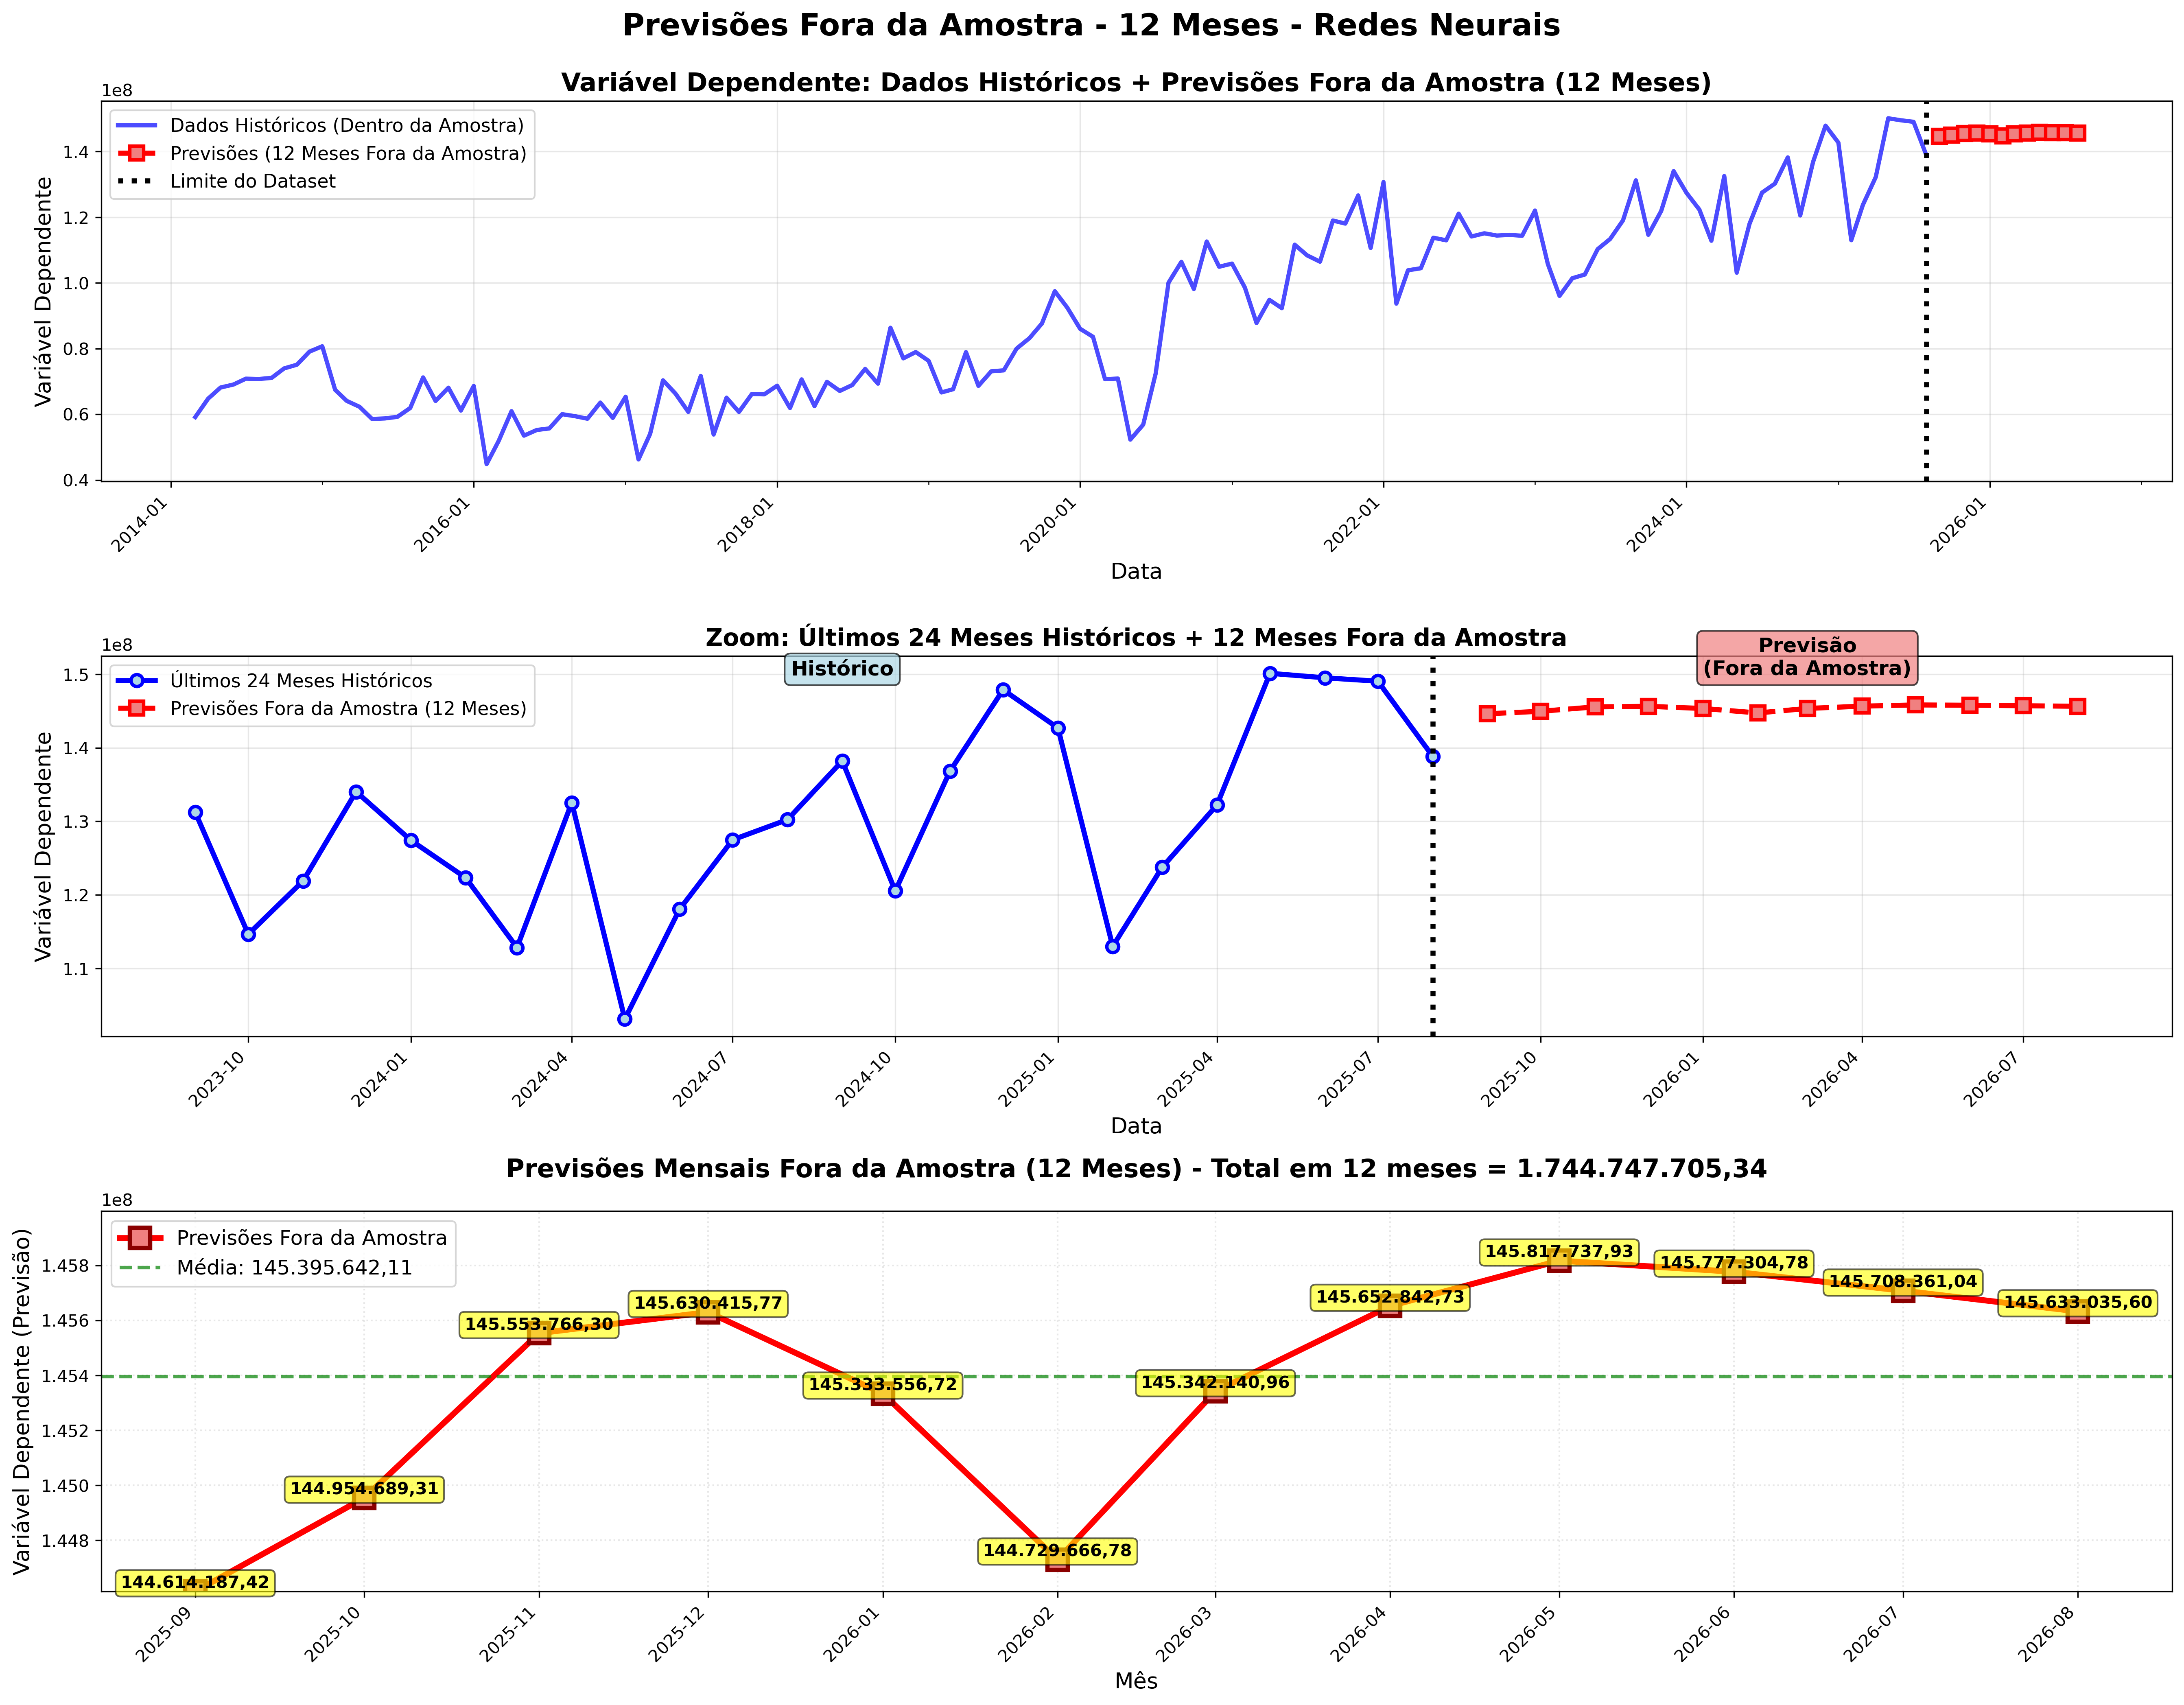 Previsões Fora da Amostra - 12 Meses - Redes Neurais
Variável Dependente: Dados Históricos + Previsões Fora da Amostra (12 Meses)
1e8
Dados Históricos (Dentro da Amostra)
Previsões (12 Meses Fora da Amostra)
Limite do Dataset
Variável Dependente
1.4
1.2
1.0
0.8
0.6
0.4
2014-01
2016-01
2018-01
2020-01
2022-01
2024-01
2026-01
Data
Zoom: Últimos 24 Meses Históricos + 12 Meses Fora da Amostra
1e8
Últimos 24 Meses Históricos
Previsões Fora da Amostra (12 Meses)
Histórico
Previsão
(Fora da Amostra)
Variável Dependente
1.5
1.4
1.3
1.2
1.1
2023-10
2024-01
2024-04
2024-07
2024-10
2025-01
2025-04
2025-07
2025-10
2026-01
2026-04
2026-07
Data
Previsões Mensais Fora da Amostra (12 Meses) - Total em 12 meses = 1.744.747.705,34
1e8
Previsões Fora da Amostra
Média: 145.395.642,11
Variável Dependente (Previsão)
1.458
1.456
1.454
1.452
1.450
1.448
144.614.187,42
144.954.689,31
145.553.766,30
145.630.415,77
145.333.556,72
144.729.666,78
145.342.140,96
145.652.842,73
145.817.737,93
145.777.304,78
145.708.361,04
145.633.035,60
2025-09
2025-10
2025-11
2025-12
2026-01
2026-02
2026-03
2026-04
2026-05
2026-06
2026-07
2026-08
Mês